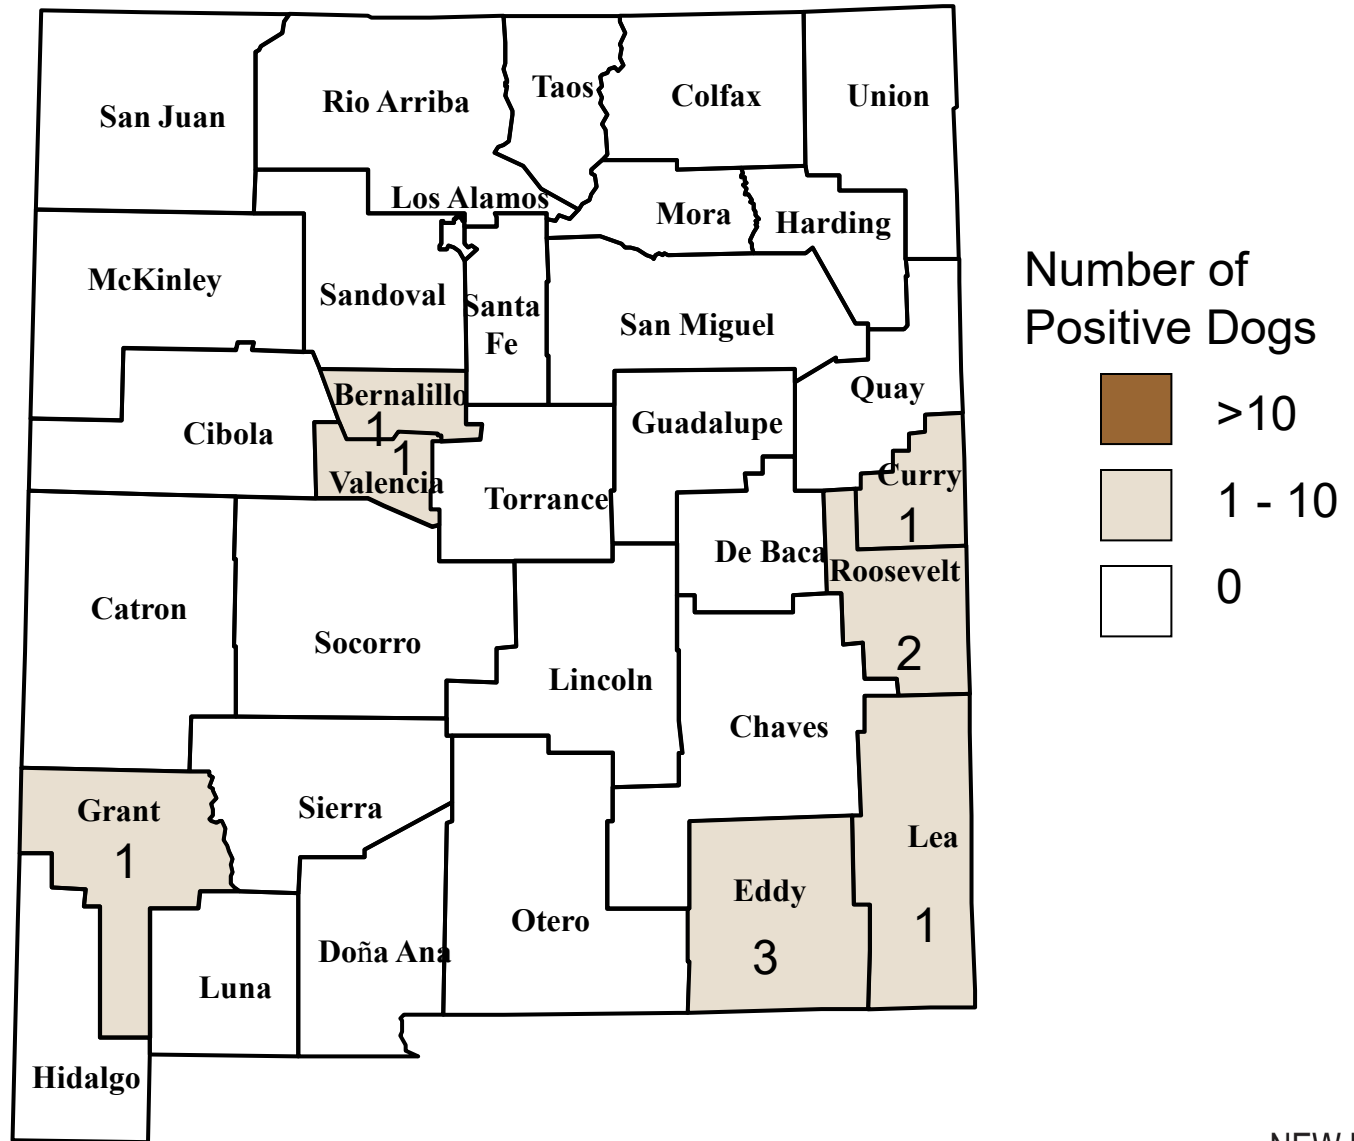 San Juan
Rio Arriba
Taos
Colfax
Union
Los Alamos
Mora
Harding
McKinley
Sandoval
Santa
Fe
San Miguel
Number of
Positive Dogs
>10
1 - 10
0
Bernalillo
1
Quay
Cibola
Guadalupe
1
Valencia
Torrance
Curry
1
De Baca
Roosevelt
2
Catron
Socorro
Lincoln
Chaves
Grant
1
Sierra
Lea
1
Eddy
3
Otero
Doña Ana
Luna
Hidalgo